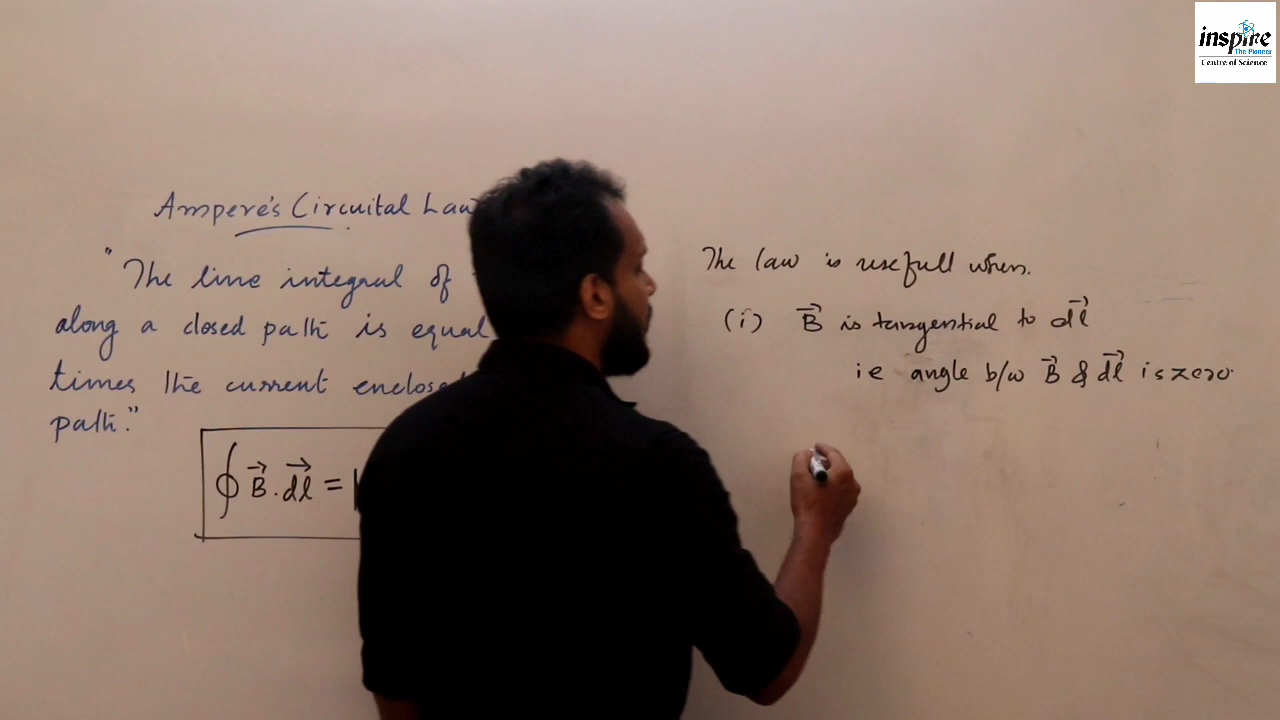 inspire
The Pioneer
Centre of Science
Ampere's Circuital Law
"The line integral of
along a closed path is equal
times the current enclosed
path."
∮ B⃗ . dl⃗ =
The law is usefull when.
(i) B⃗ is tangential to dl⃗
ie angle b/w B⃗ & dl⃗ is zero.